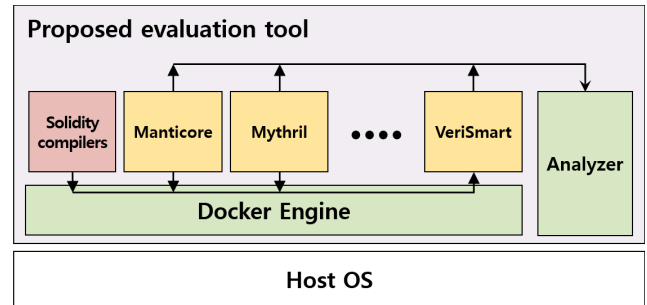 Proposed evaluation tool
Solidity
compilers
Manticore
Mythril
VeriSmart
Analyzer
Docker Engine
Host OS